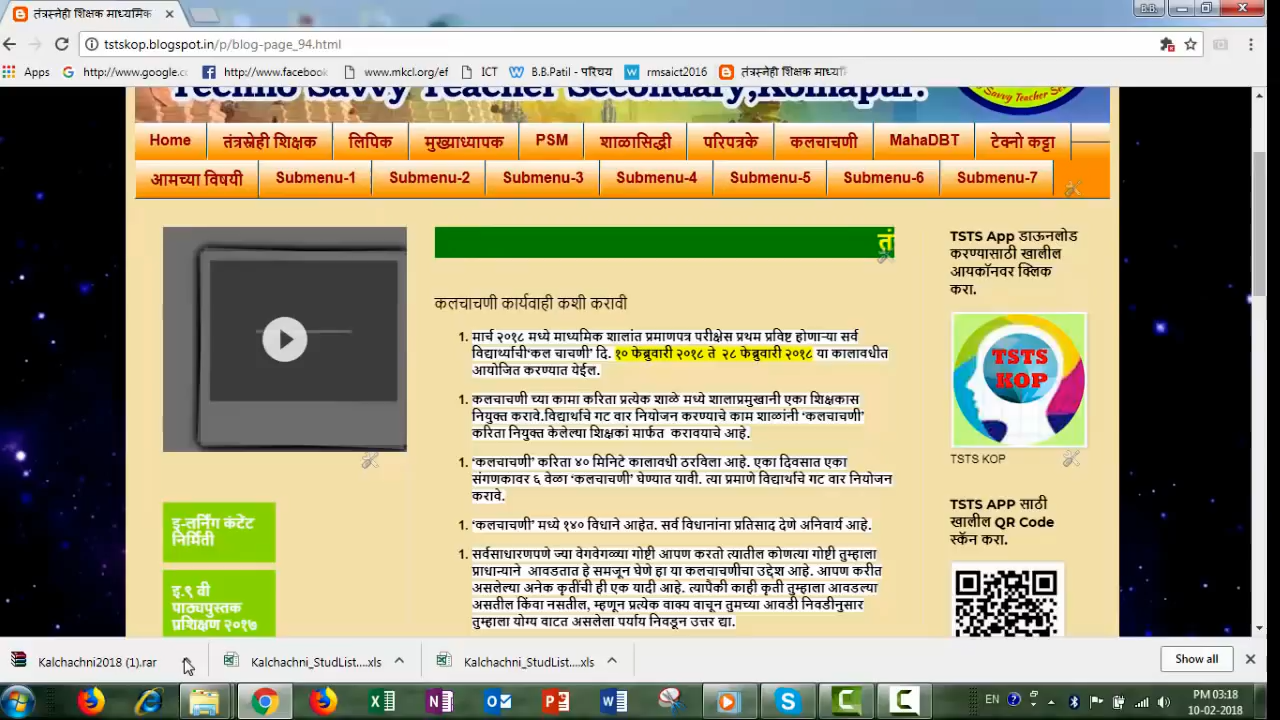 तंत्रस्नेही शिक्षक माध्यमिक
B.B.
tstskop.blogspot.in/p/blog-page_94.html
Apps
http://www.google.cc
http://www.facebook
www.mkcl.org/ef
ICT
B.B.Patil - परिचय
rmsaict2016
तंत्रस्नेही शिक्षक माध्यमि
Techno Savvy Teacher Secondary,Kolhapur.
Savvy Teacher
Home
तंत्रस्नेही शिक्षक
लिपिक
मुख्याध्यापक
PSM
शाळासिद्धी
परिपत्रके
कलचाचणी
MahaDBT
टेक्नो कट्टा
आमच्या विषयी
Submenu-1
Submenu-2
Submenu-3
Submenu-4
Submenu-5
Submenu-6
Submenu-7
तं
कलचाचणी कार्यवाही कशी करावी
1. मार्च २०१८ मध्ये माध्यमिक शालांत प्रमाणपत्र परीक्षेस प्रथम प्रविष्ट होणाऱ्या सर्व
विद्यार्थ्याची‘कल चाचणी’ दि. १० फेब्रुवारी २०१८ ते २८ फेब्रुवारी २०१८ या कालावधीत
आयोजित करण्यात येईल.
1. कलचाचणी च्या कामा करिता प्रत्येक शाळे मध्ये शालाप्रमुखानी एका शिक्षकास
नियुक्त करावे.विद्यार्थाचे गट वार नियोजन करण्याचे काम शाळांनी ‘कलचाचणी’
करिता नियुक्त केलेल्या शिक्षकां मार्फत करावयाचे आहे.
1. ‘कलचाचणी’ करिता ४० मिनिटे कालावधी ठरविला आहे. एका दिवसात एका
संगणकावर ६ वेळा ‘कलचाचणी’ घेण्यात यावी. त्या प्रमाणे विद्यार्थाचे गट वार नियोजन
करावे.
1. ‘कलचाचणी’ मध्ये १४० विधाने आहेत. सर्व विधानांना प्रतिसाद देणे अनिवार्य आहे.
1. सर्वसाधारणपणे ज्या वेगवेगळ्या गोष्टी आपण करतो त्यातील कोणत्या गोष्टी तुम्हाला
प्राधान्याने आवडतात हे समजून घेणे हा या कलचाचणीचा उद्देश आहे. आपण करीत
असलेल्या अनेक कृतींची ही एक यादी आहे. त्यापैकी काही कृती तुम्हाला आवडल्या
असतील किंवा नसतील, म्हणून प्रत्येक वाक्य वाचून तुमच्या आवडी निवडीनुसार
तुम्हाला योग्य वाटत असलेला पर्याय निवडून उत्तर द्या.
इ-लर्निंग कंटेंट
निर्मिती
इ.९ वी
पाठ्यपुस्तक
प्रशिक्षण २०१७
TSTS App डाऊनलोड
करण्यासाठी खालील
आयकॉनवर क्लिक
करा.
TSTS
KOP
TSTS KOP
TSTS APP साठी
खालील QR Code
स्कॅन करा.
Kalchachni2018 (1).rar
Kalchachni_StudList....xls
Kalchachni_StudList....xls
Show all
EN
PM 03:18
10-02-2018